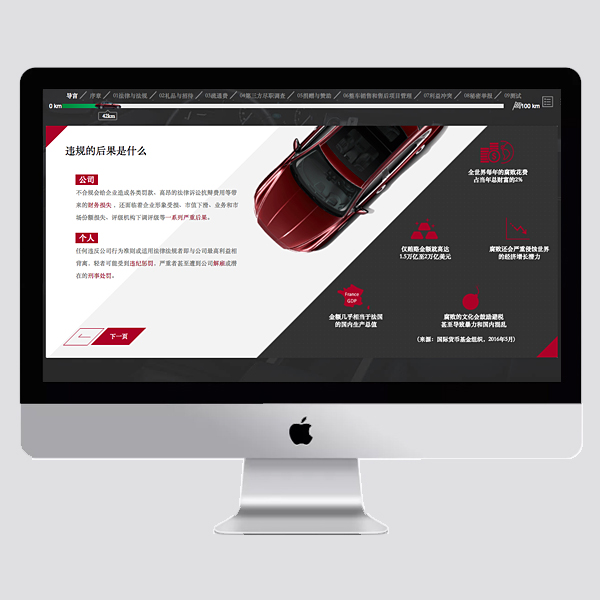 导言 / 序章 / 01法律与法规 / 02礼品与招待 / 03疏通费 / 04第三方尽职调查 / 05捐赠与赞助 / 06整车销售和售后项目管理 / 07利益冲突 / 08秘密举报 / 09测试
0 km
100 km
42km
违规的后果是什么
公司
不合规会给企业造成各类罚款、高昂的法律诉讼抗辩费用等带
来的财务损失，还面临着企业形象受损、市值下滑、业务和市
场份额损失、评级机构下调评级等一系列严重后果。
个人
任何违反公司行为准则或适用法律法规者即与公司最高利益相
背离，轻者可能受到违纪惩罚，严重者甚至遭到公司解雇或潜
在的刑事处罚。
下一页
全世界每年的腐败花费
占当年总财富的2%
仅贿赂金额就高达
1.5万亿至2万亿美元
腐败还会严重侵蚀世界
的经济增长潜力
France
GDP
金额几乎相当于法国
的国内生产总值
腐败的文化会鼓励避税
甚至导致暴力和国内混乱
（来源：国际货币基金组织，2016年5月）